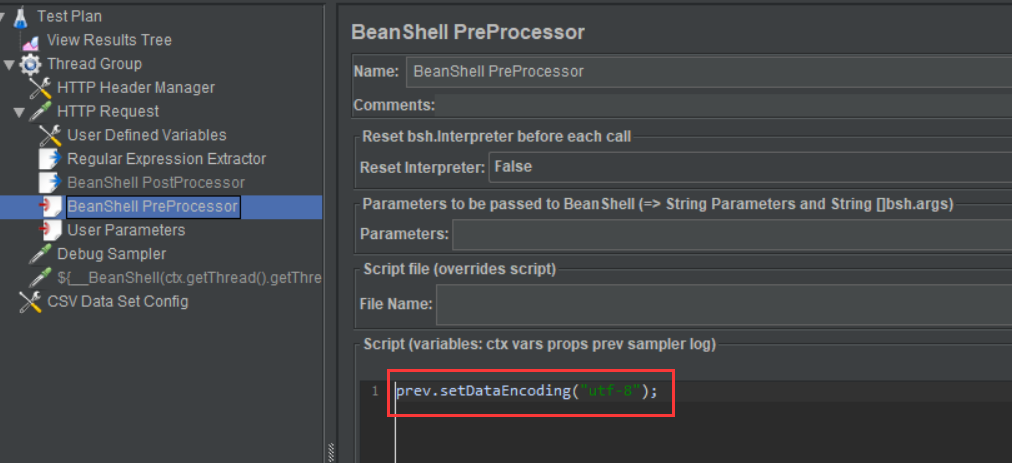 Test Plan
View Results Tree
Thread Group
HTTP Header Manager
HTTP Request
User Defined Variables
Regular Expression Extractor
BeanShell PostProcessor
BeanShell PreProcessor
User Parameters
Debug Sampler
${__BeanShell(ctx.getThread().getThre
CSV Data Set Config
BeanShell PreProcessor
Name: BeanShell PreProcessor
Comments:
Reset bsh.Interpreter before each call
Reset Interpreter: False
Parameters to be passed to BeanShell (=> String Parameters and String []bsh.args)
Parameters:
Script file (overrides script)
File Name:
Script (variables: ctx vars props prev sampler log)
1 prev.setDataEncoding("utf-8");